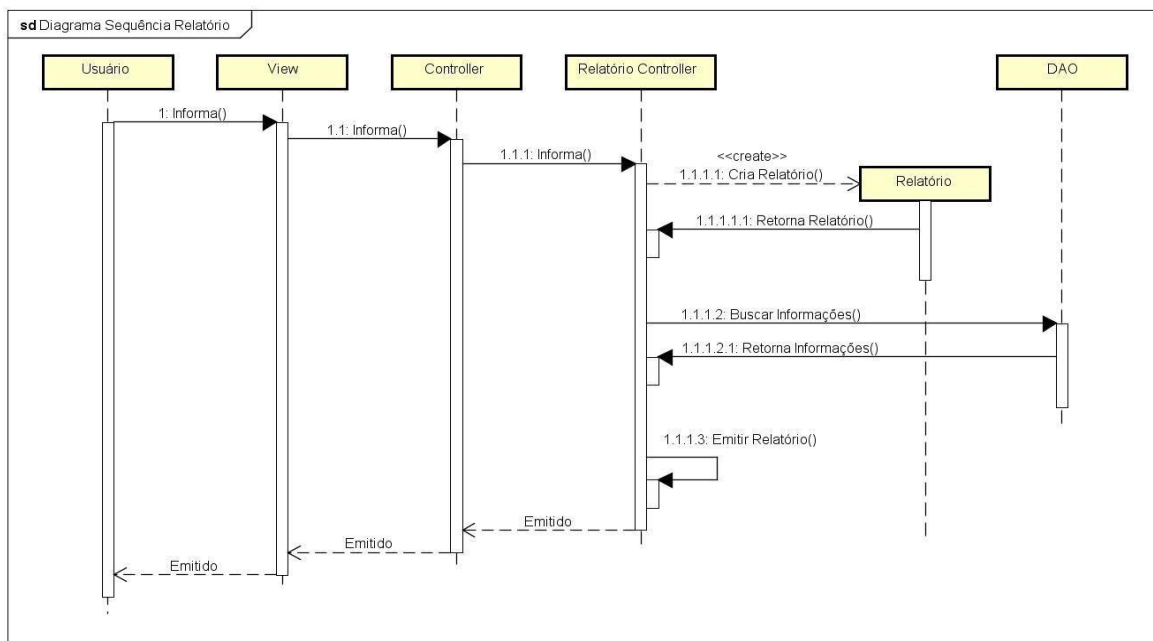 sd Diagrama Sequência Relatório
Usuário
View
Controller
Relatório Controller
DAO
1: Informa()
1.1: Informa()
1.1.1: Informa()
<<create>>
1.1.1.1: Cria Relatório()
Relatório
1.1.1.1.1: Retorna Relatório()
1.1.1.2: Buscar Informações()
1.1.1.2.1: Retorna Informações()
1.1.1.3: Emitir Relatório()
Emitido
Emitido
Emitido